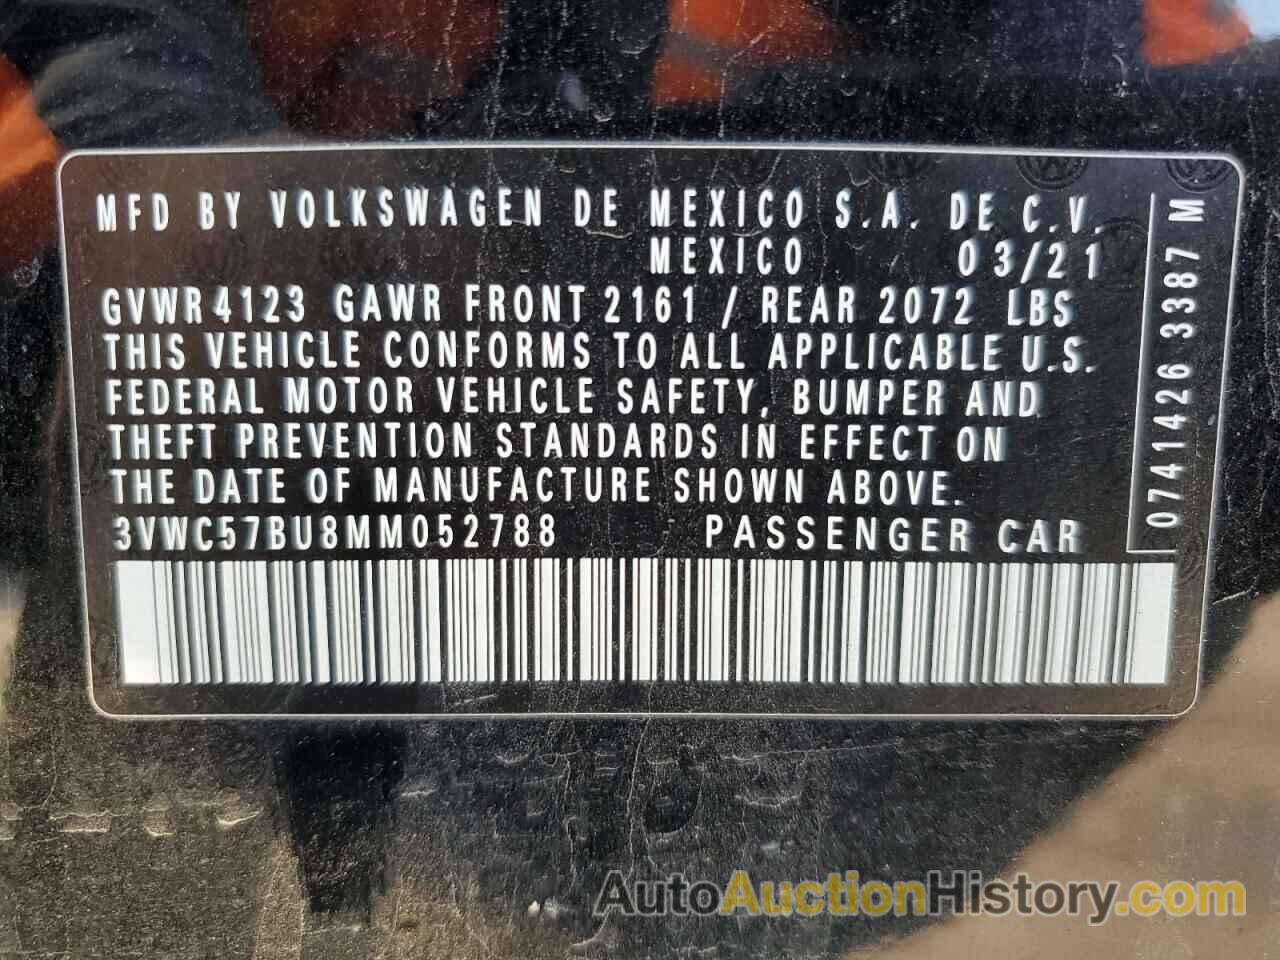 MFD BY VOLKSWAGEN DE MEXICO S.A. DE C.V.
MEXICO 03/21
GVWR 4123 GAWR FRONT 2161 / REAR 2072 LBS
THIS VEHICLE CONFORMS TO ALL APPLICABLE U.S.
FEDERAL MOTOR VEHICLE SAFETY, BUMPER AND
THEFT PREVENTION STANDARDS IN EFFECT ON
THE DATE OF MANUFACTURE SHOWN ABOVE.
3VWC57BU8MM052788 PASSENGER CAR
0741426 3387 M
AutoAuctionHistory.com